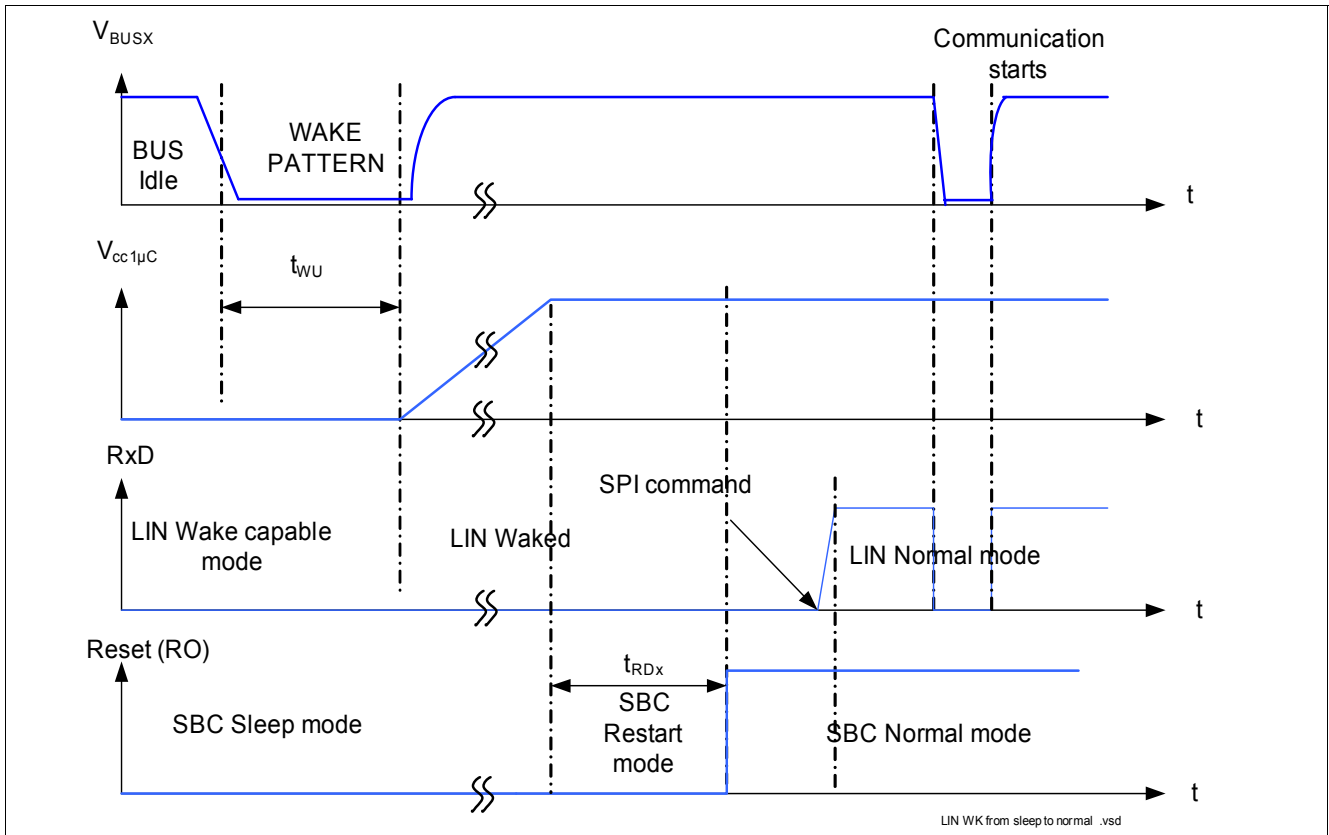 V_BUSX
Communication
starts
WAKE
PATTERN
BUS
Idle
t
V_cc1µC
t_WU
t
RxD
SPI command
LIN Wake capable
mode
LIN Waked
LIN Normal mode
t
Reset (RO)
t_RDx
SBC Sleep mode
SBC
Restart
mode
SBC Normal mode
t
LIN WK from sleep to normal .vsd